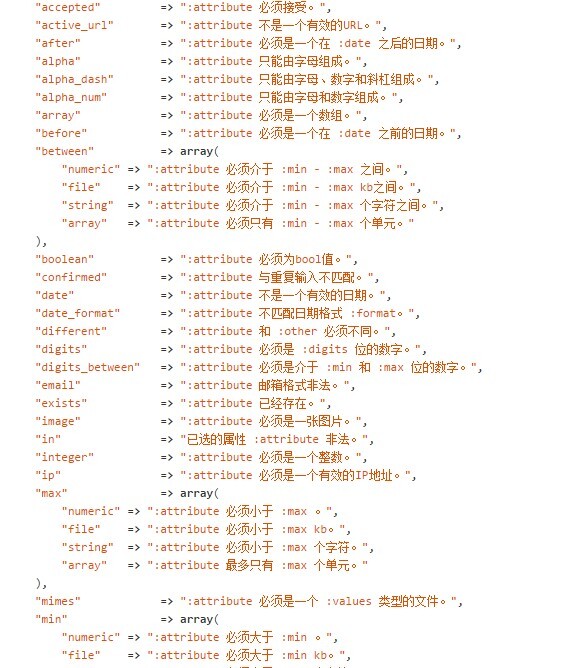 "accepted" => ":attribute 必须接受。",
"active_url" => ":attribute 不是一个有效的URL。",
"after" => ":attribute 必须是一个在 :date 之后的日期。",
"alpha" => ":attribute 只能由字母组成。",
"alpha_dash" => ":attribute 只能由字母、数字和斜杠组成。",
"alpha_num" => ":attribute 只能由字母和数字组成。",
"array" => ":attribute 必须是一个数组。",
"before" => ":attribute 必须是一个在 :date 之前的日期。",
"between" => array(
"numeric" => ":attribute 必须介于 :min - :max 之间。",
"file" => ":attribute 必须介于 :min - :max kb之间。",
"string" => ":attribute 必须介于 :min - :max 个字符之间。",
"array" => ":attribute 必须只有 :min - :max 个单元。"
),
"boolean" => ":attribute 必须为bool值。",
"confirmed" => ":attribute 与重复输入不匹配。",
"date" => ":attribute 不是一个有效的日期。",
"date_format" => ":attribute 不匹配日期格式 :format。",
"different" => ":attribute 和 :other 必须不同。",
"digits" => ":attribute 必须是 :digits 位的数字。",
"digits_between" => ":attribute 必须是介于 :min 和 :max 位的数字。",
"email" => ":attribute 邮箱格式非法。",
"exists" => ":attribute 已经存在。",
"image" => ":attribute 必须是一张图片。",
"in" => "已选的属性 :attribute 非法。",
"integer" => ":attribute 必须是一个整数。",
"ip" => ":attribute 必须是一个有效的IP地址。",
"max" => array(
"numeric" => ":attribute 必须小于 :max 。",
"file" => ":attribute 必须小于 :max kb。",
"string" => ":attribute 必须小于 :max 个字符。",
"array" => ":attribute 最多只有 :max 个单元。"
),
"mimes" => ":attribute 必须是一个 :values 类型的文件。",
"min" => array(
"numeric" => ":attribute 必须大于 :min 。",
"file" => ":attribute 必须大于 :min kb。",